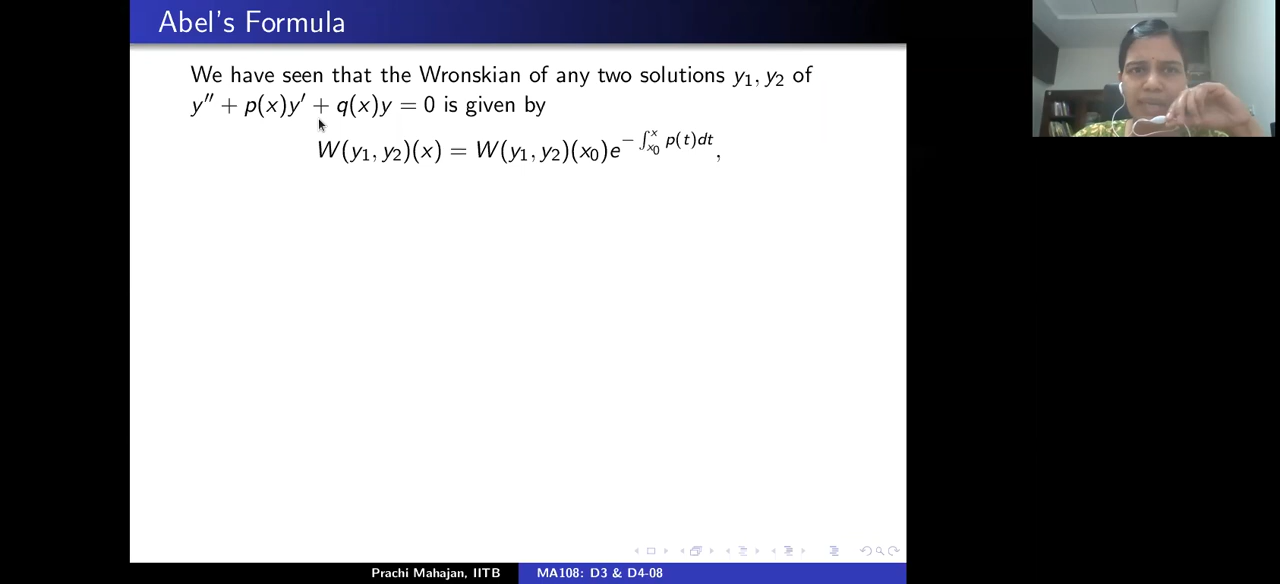 Abel's Formula
We have seen that the Wronskian of any two solutions y₁, y₂ of
y″ + p(x)y′ + q(x)y = 0 is given by
W(y₁, y₂)(x) = W(y₁, y₂)(x₀)e^{−∫_{x₀}^{x} p(t)dt},
Prachi Mahajan, IITB
MA108: D3 & D4-08